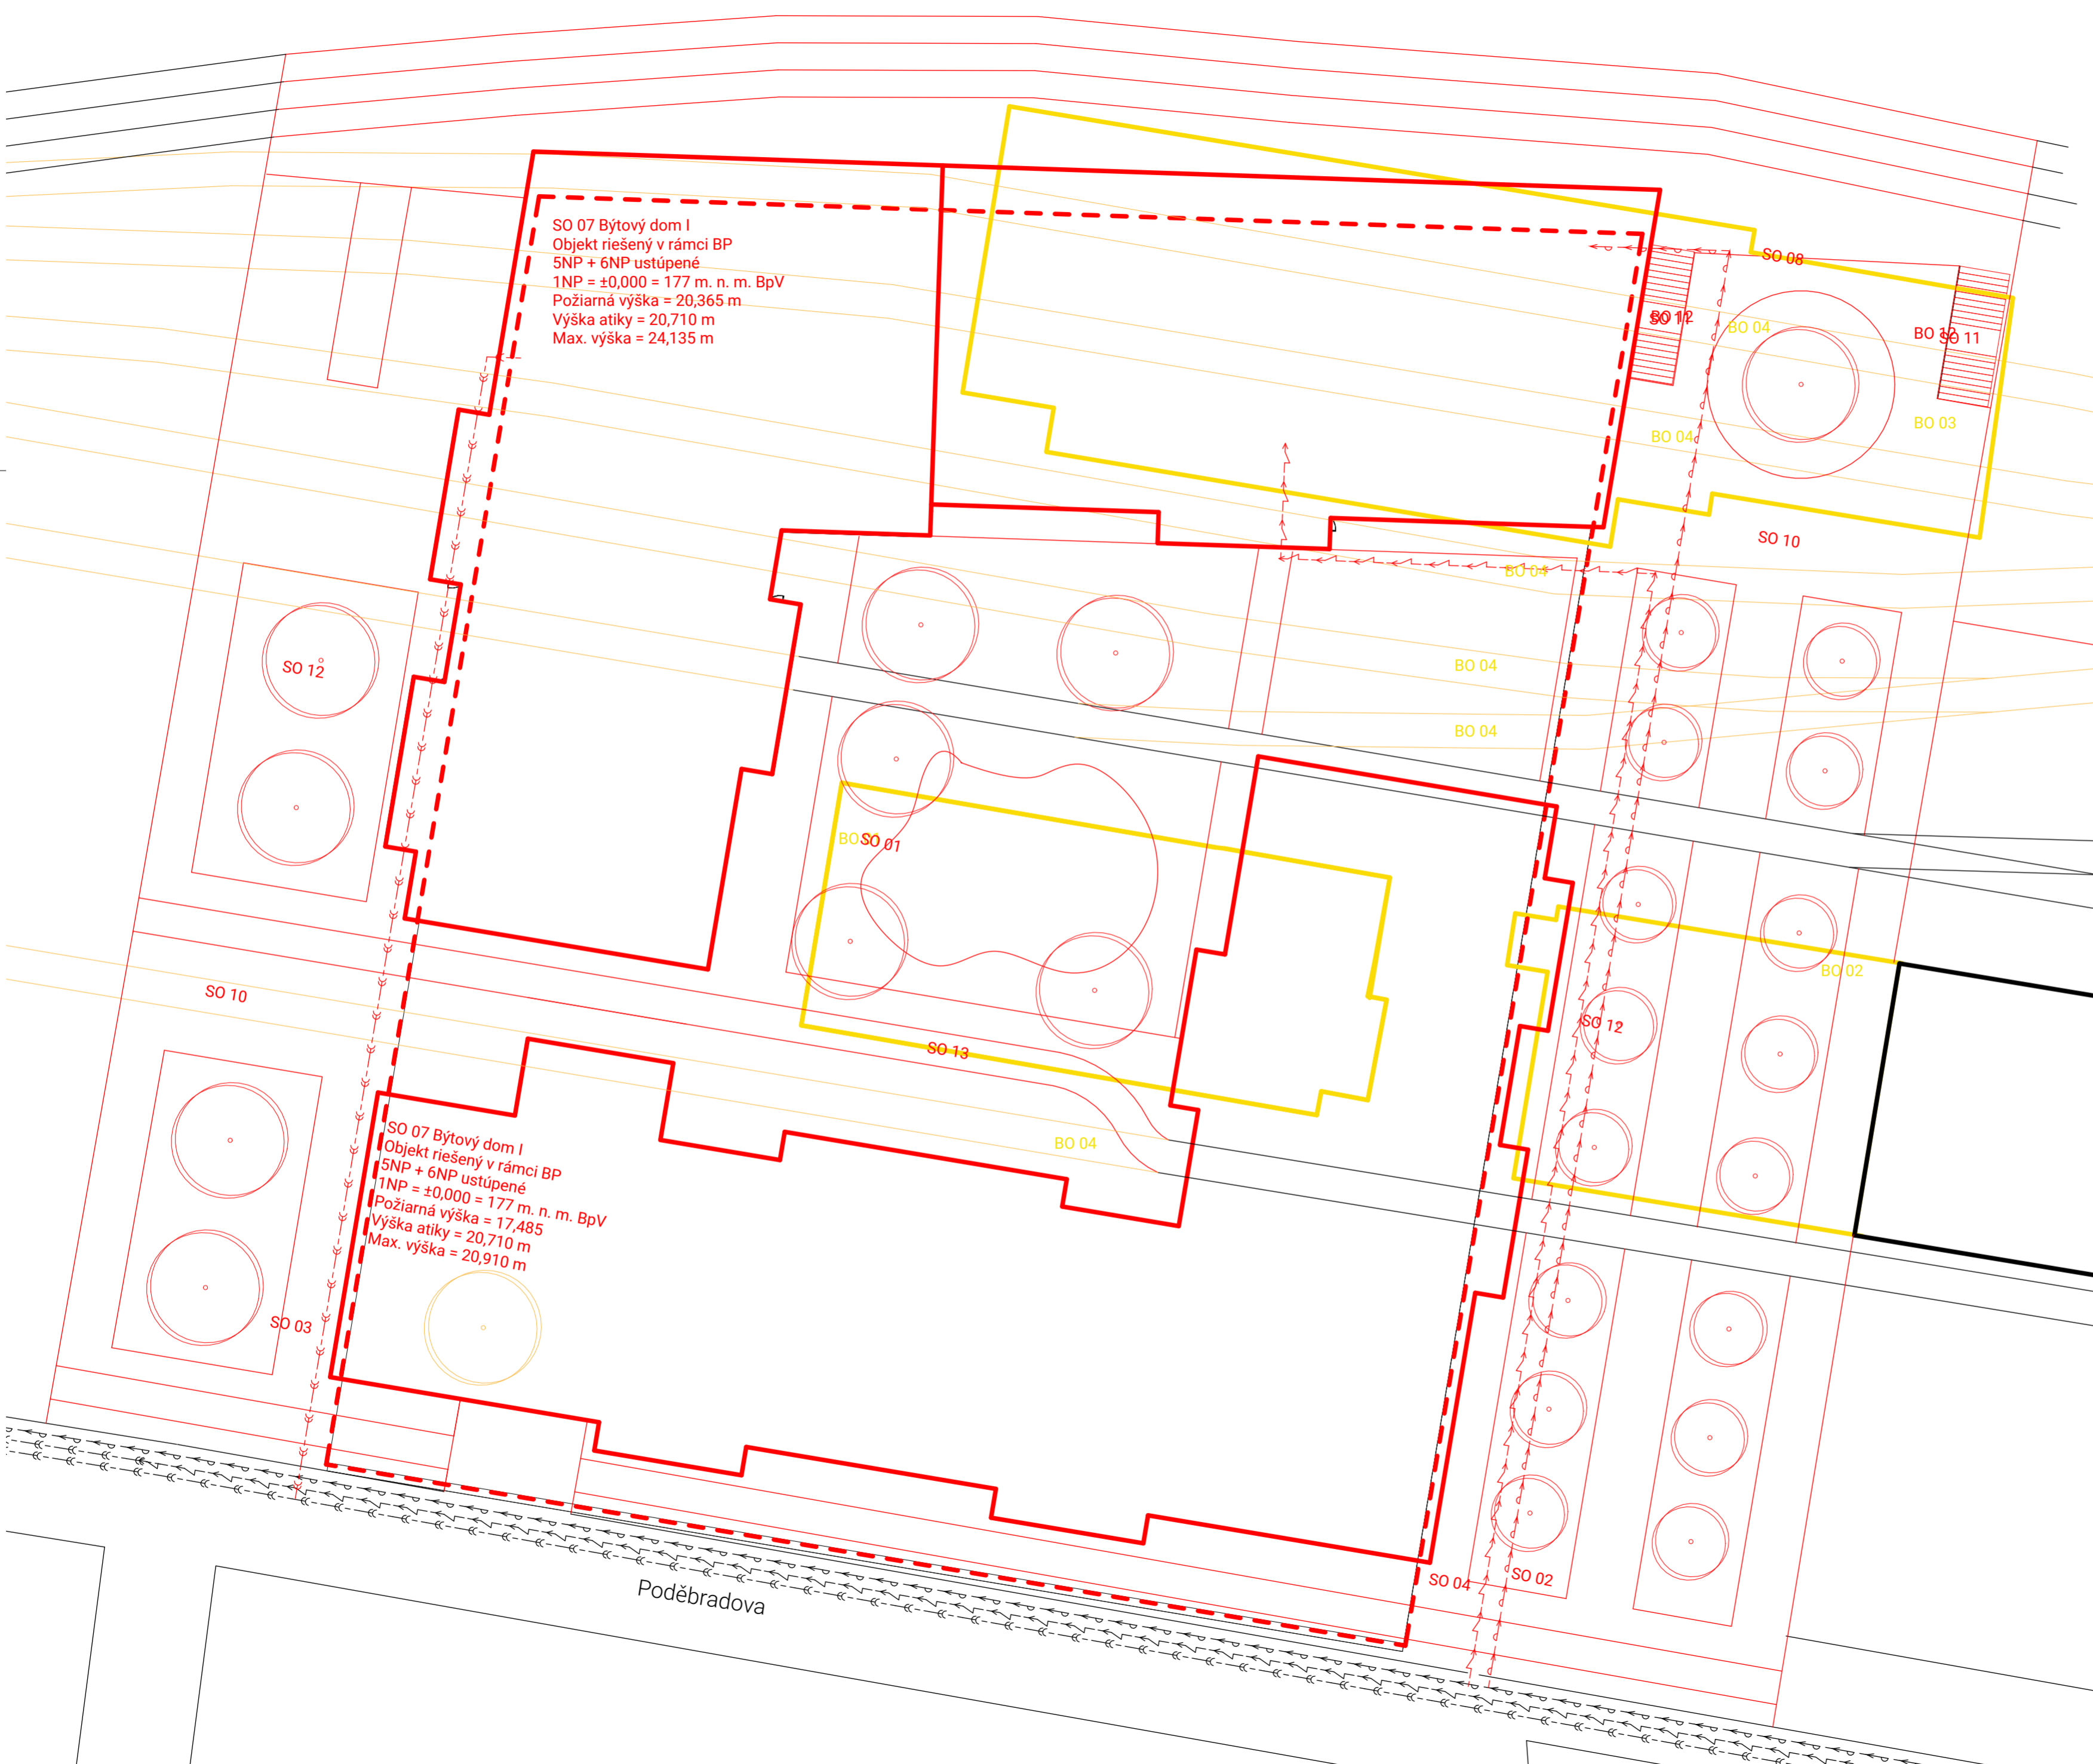 SO 07 Býtový dom I
Objekt riešený v rámci BP
5NP + 6NP ustúpené
1NP = ±0,000 = 177 m. n. m. BpV
Požiarná výška = 20,365 m
Výška atiky = 20,710 m
Max. výška = 24,135 m
SO 08
BO 12
SO 11
BO 04
BO 12
SO 11
BO 03
BO 04
SO 10
BO 04
SO 12
BO 04
BO 04
SO 01
BO 02
SO 10
SO 12
SO 13
BO 04
SO 07 Býtový dom I
Objekt riešený v rámci BP
5NP + 6NP ustúpené
1NP = ±0,000 = 177 m. n. m. BpV
Požiarná výška = 17,485
Výška atiky = 20,710 m
Max. výška = 20,910 m
SO 03
SO 04
SO 02
Poděbradova